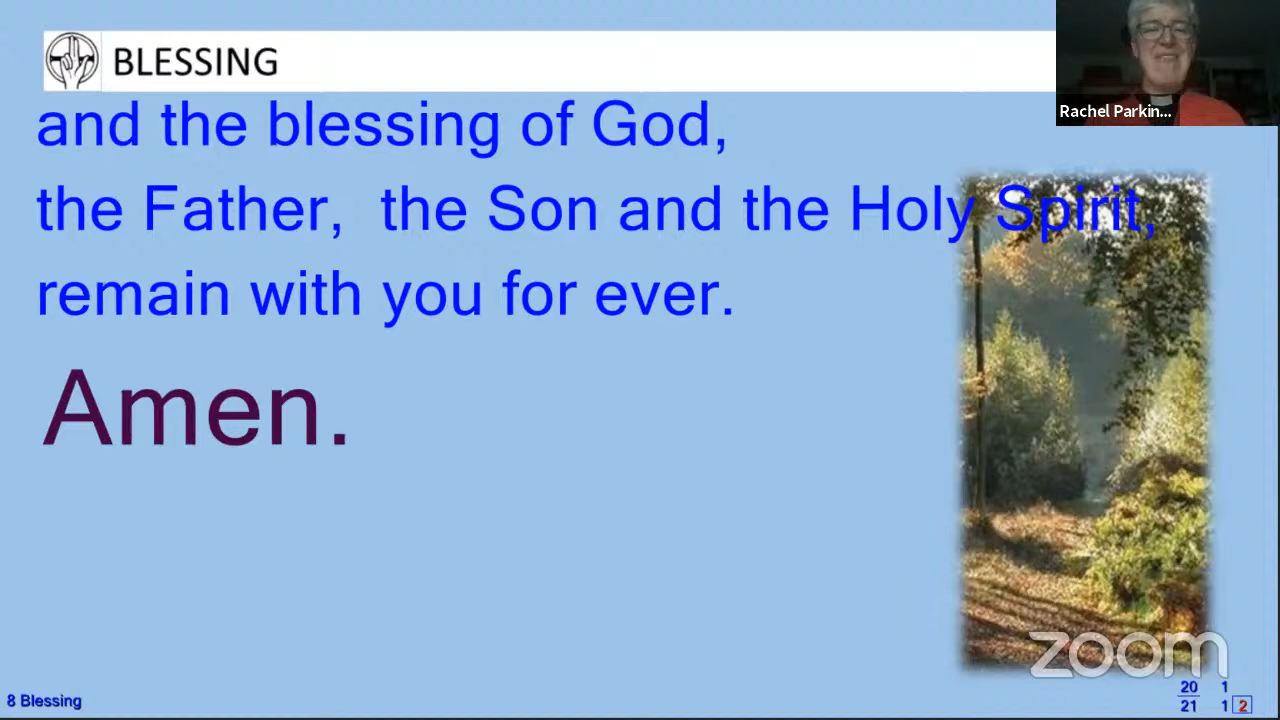 BLESSING
Rachel Parkin...
and the blessing of God,
the Father, the Son and the Holy Spirit,
remain with you for ever.
Amen.
zoom
8 Blessing
20 1
21 1 2